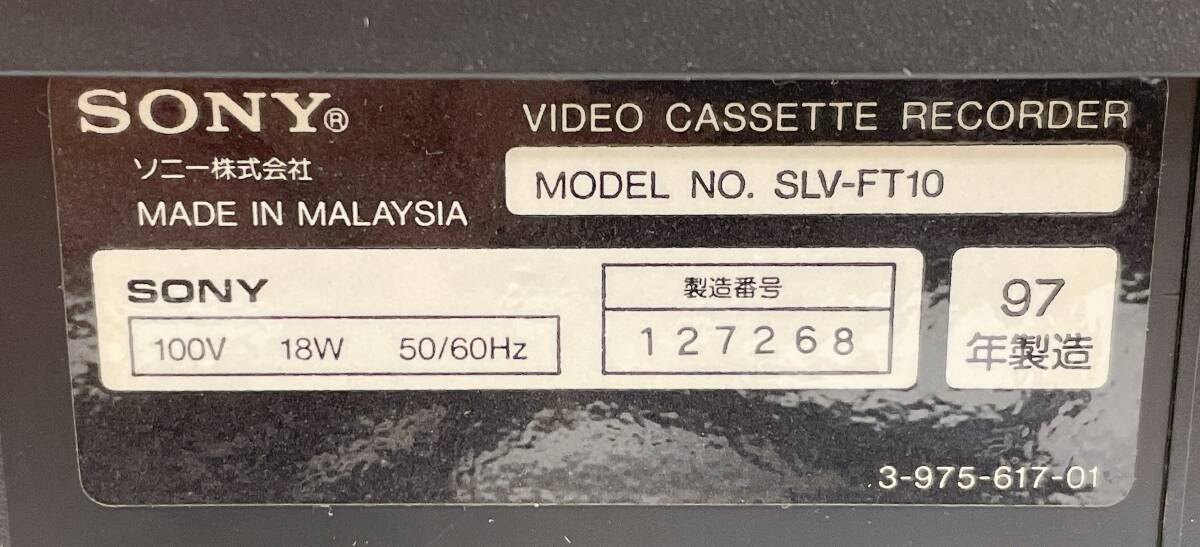 SONY®
ソニー株式会社
MADE IN MALAYSIA
VIDEO CASSETTE RECORDER
MODEL NO. SLV-FT10
SONY
100V 18W 50/60Hz
製造番号
127268
97
年製造
3-975-617-01